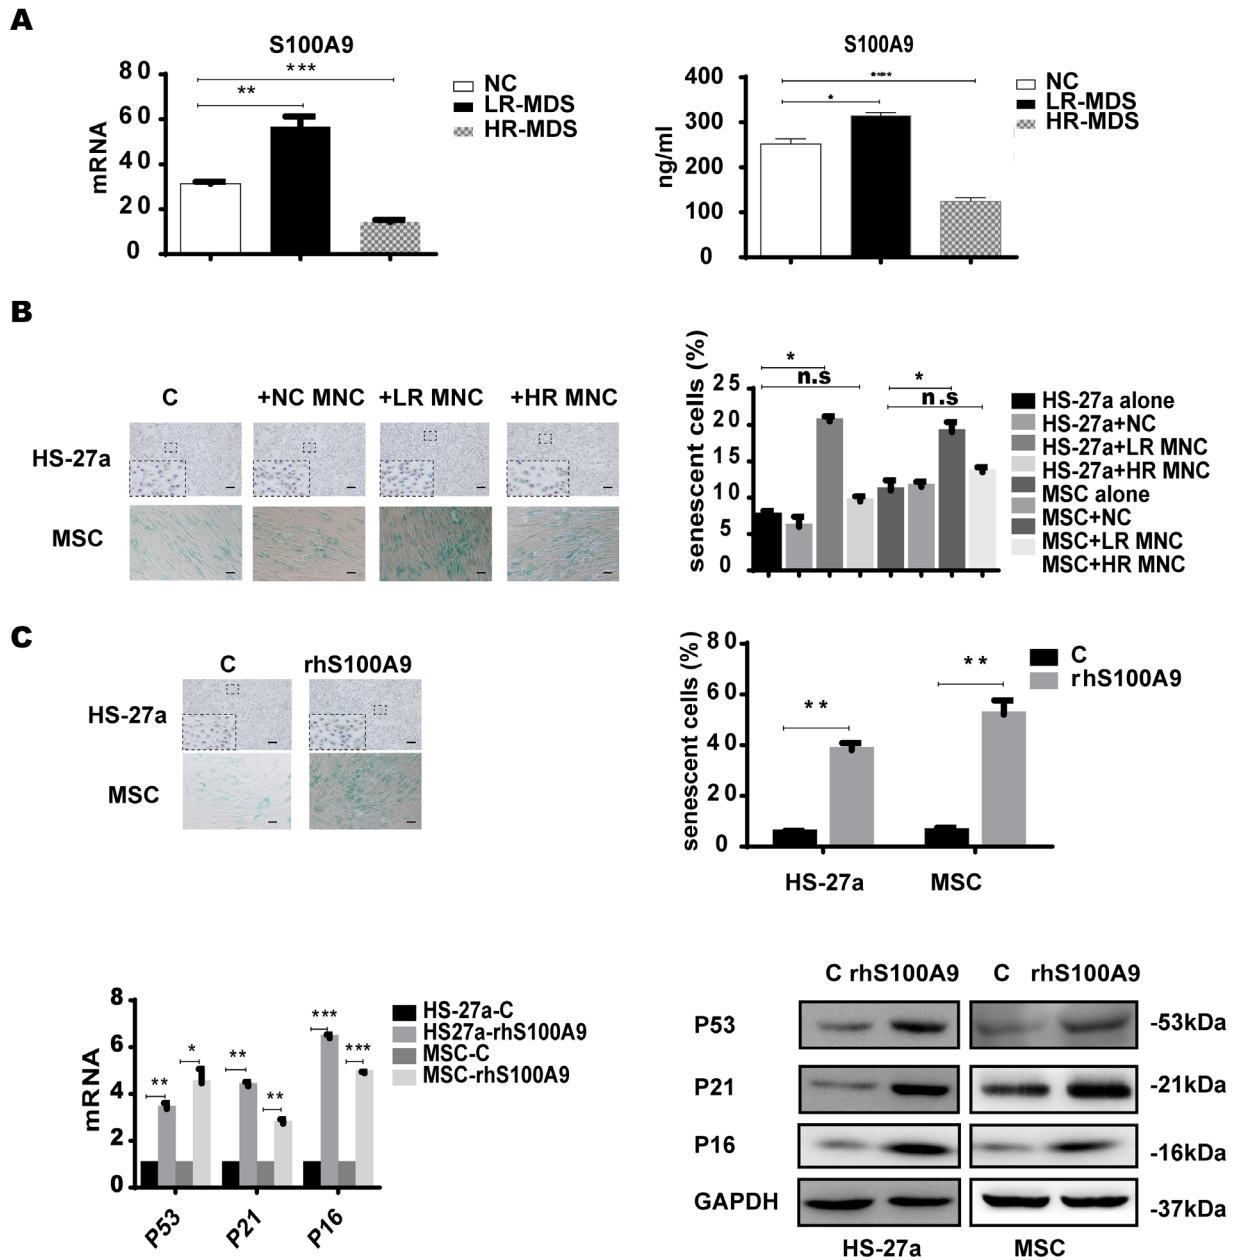 A
S100A9
mRNA
80
60
40
20
0
***
**
NC
LR-MDS
HR-MDS
S100A9
ng/ml
400
300
200
100
0
****
*
NC
LR-MDS
HR-MDS
B
C +NC MNC +LR MNC +HR MNC
HS-27a
MSC
senescent cells (%)
25
20
15
10
5
0
*
n.s
*
n.s
HS-27a alone
HS-27a+NC
HS-27a+LR MNC
HS-27a+HR MNC
MSC alone
MSC+NC
MSC+LR MNC
MSC+HR MNC
C
C rhS100A9
HS-27a
MSC
senescent cells (%)
80
60
40
20
0
**
**
C
rhS100A9
HS-27a MSC
mRNA
8
6
4
2
0
** * ** ** *** ***
HS-27a-C
HS27a-rhS100A9
MSC-C
MSC-rhS100A9
P53 P21 P16
C rhS100A9 C rhS100A9
P53 -53kDa
P21 -21kDa
P16 -16kDa
GAPDH -37kDa
HS-27a MSC